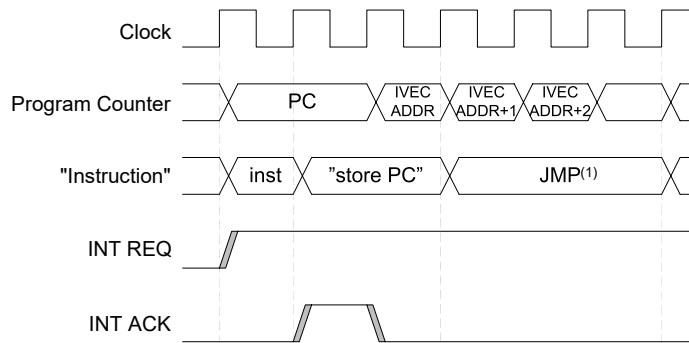 Clock
Program Counter
PC
IVEC
ADDR
IVEC
ADDR+1
IVEC
ADDR+2
"Instruction"
inst
”store PC”
JMP(1)
INT REQ
INT ACK